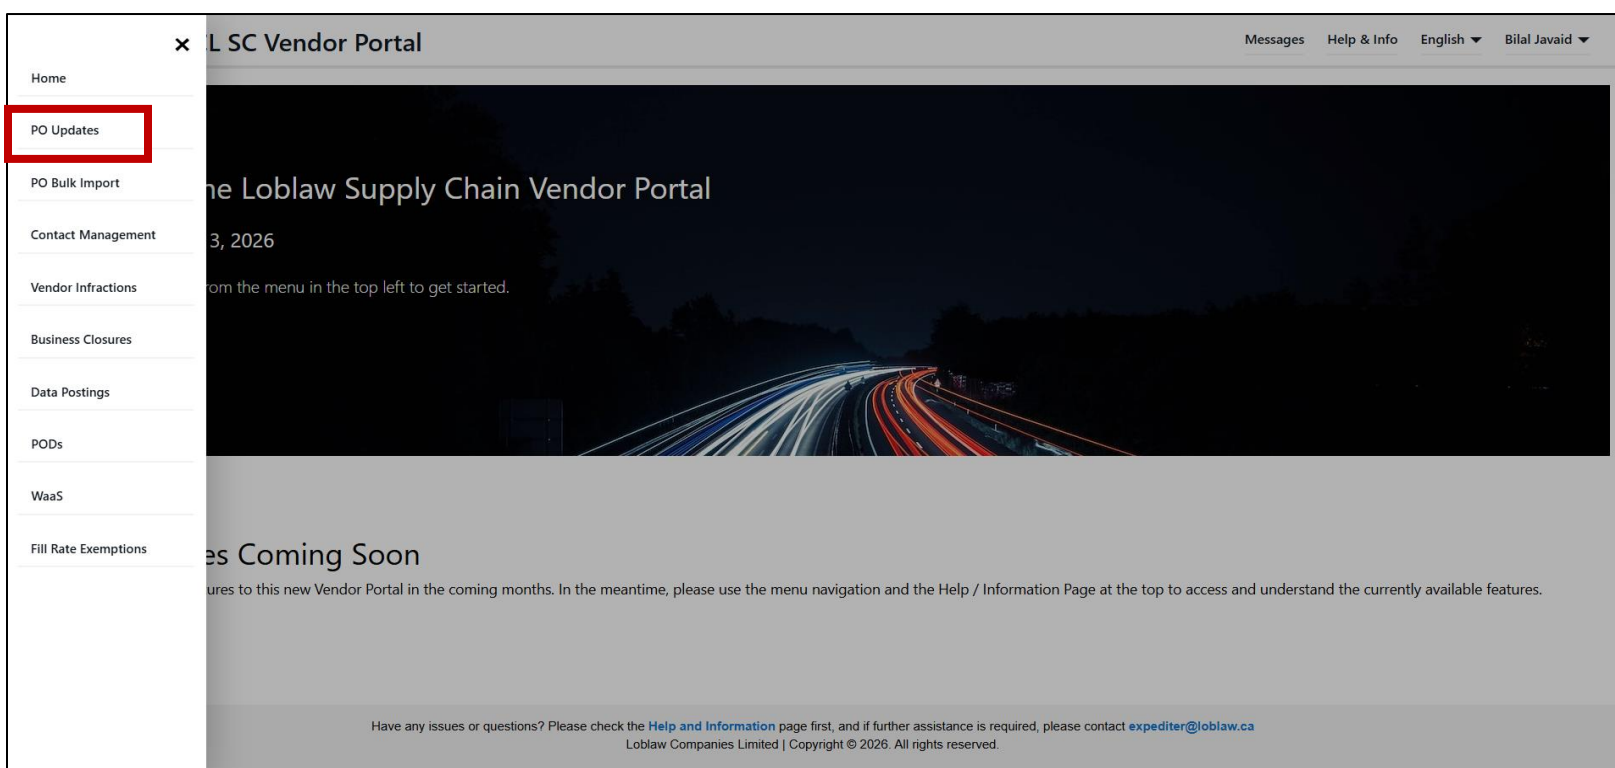 L SC Vendor Portal
Messages Help & Info English Bilal Javaid
Home
PO Updates
PO Bulk Import
Contact Management
Vendor Infractions
Business Closures
Data Postings
PODs
WaaS
Fill Rate Exemptions
he Loblaw Supply Chain Vendor Portal
3, 2026
rom the menu in the top left to get started.
es Coming Soon
ures to this new Vendor Portal in the coming months. In the meantime, please use the menu navigation and the Help / Information Page at the top to access and understand the currently available features.
Have any issues or questions? Please check the Help and Information page first, and if further assistance is required, please contact expediter@loblaw.ca
Loblaw Companies Limited | Copyright © 2026. All rights reserved.